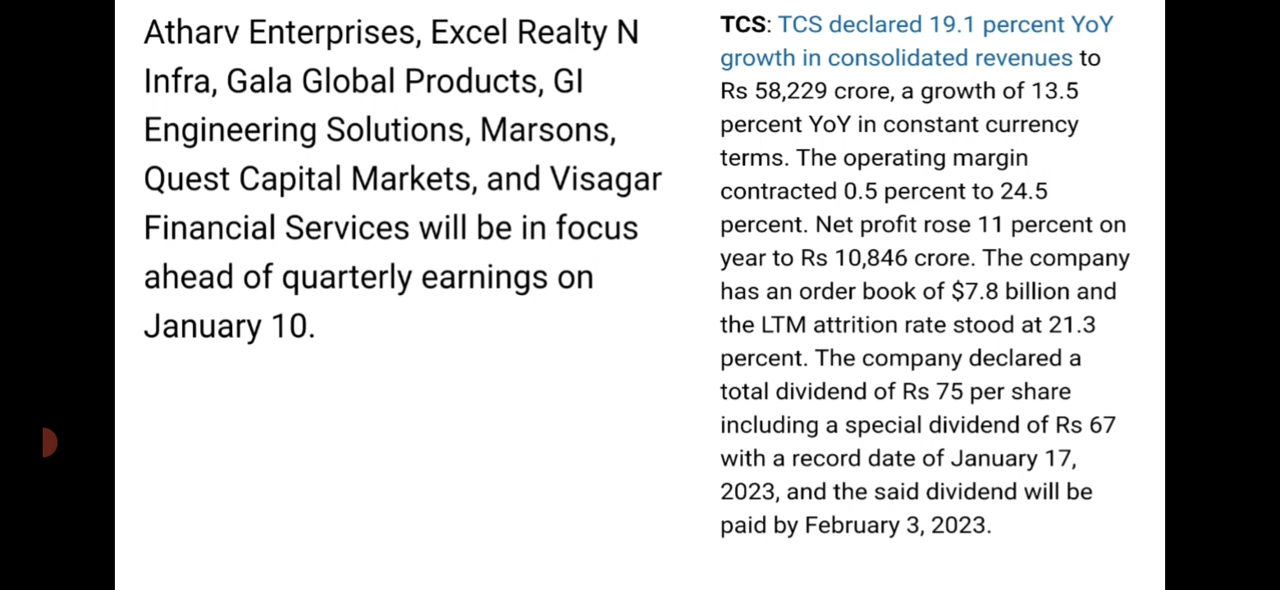 Atharv Enterprises, Excel Realty N
Infra, Gala Global Products, GI
Engineering Solutions, Marsons,
Quest Capital Markets, and Visagar
Financial Services will be in focus
ahead of quarterly earnings on
January 10.
TCS: TCS declared 19.1 percent YoY
growth in consolidated revenues to
Rs 58,229 crore, a growth of 13.5
percent YoY in constant currency
terms. The operating margin
contracted 0.5 percent to 24.5
percent. Net profit rose 11 percent on
year to Rs 10,846 crore. The company
has an order book of $7.8 billion and
the LTM attrition rate stood at 21.3
percent. The company declared a
total dividend of Rs 75 per share
including a special dividend of Rs 67
with a record date of January 17,
2023, and the said dividend will be
paid by February 3, 2023.